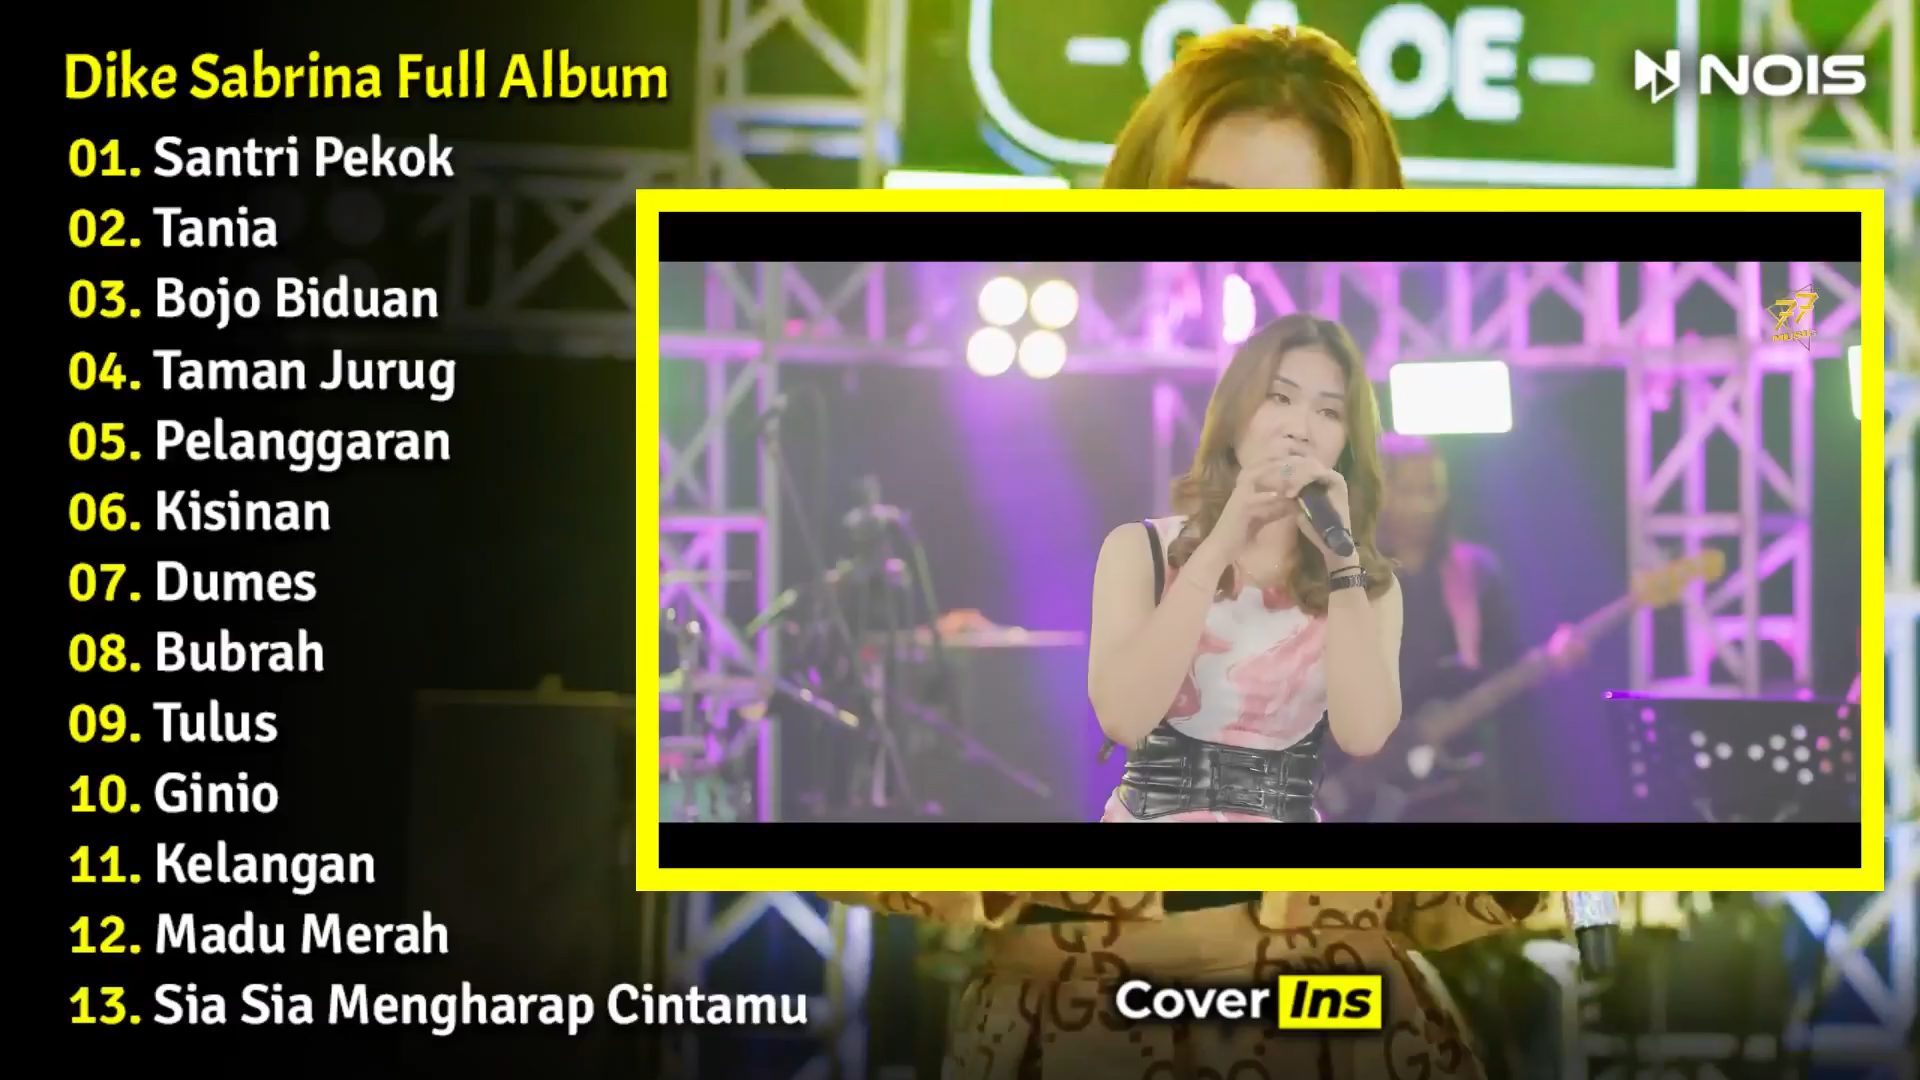 Dike Sabrina Full Album
01. Santri Pekok
02. Tania
03. Bojo Biduan
04. Taman Jurug
05. Pelanggaran
06. Kisinan
07. Dumes
08. Bubrah
09. Tulus
10. Ginio
11. Kelangan
12. Madu Merah
13. Sia Sia Mengharap Cintamu
NOIS
77
MUSIC
Cover Ins